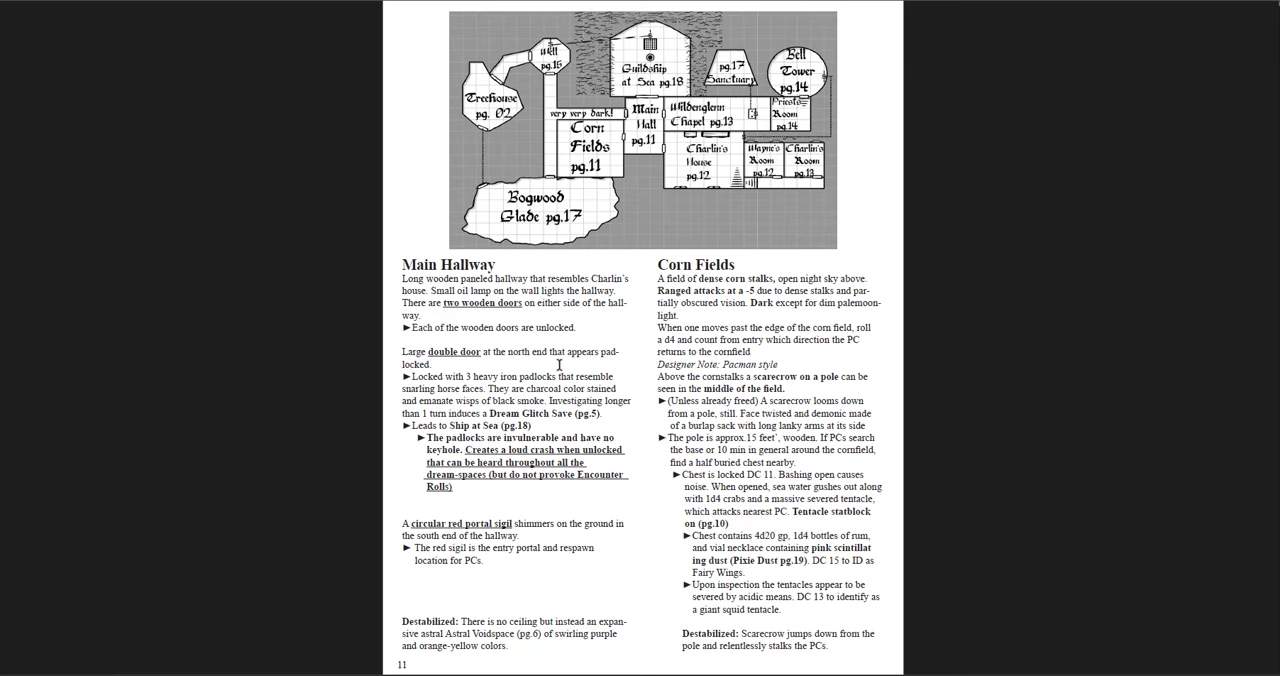 Well
pg.16
Treehouse
pg. 02
Guildship
at Sea pg.18
pg.17
Sanctuary
Bell
Tower
pg.14
very very dark!
Corn
Fields
pg.11
Main
Hall
pg.11
Wildenglenn
Chapel pg.13
Priest's
Room
pg.14
Charlin's
House
pg.12
Wayne's
Room
pg.12
Charlin's
Room
pg.13
Bogwood
Glade pg.17
Main Hallway
Long wooden paneled hallway that resembles Charlin's
house. Small oil lamp on the wall lights the hallway.
There are two wooden doors on either side of the hall-
way.
►Each of the wooden doors are unlocked.
Large double door at the north end that appears pad-
locked.
►Locked with 3 heavy iron padlocks that resemble
snarling horse faces. They are charcoal color stained
and emanate wisps of black smoke. Investigating longer
than 1 turn induces a Dream Glitch Save (pg.5).
►Leads to Ship at Sea (pg.18)
►The padlocks are invulnerable and have no
keyhole. Creates a loud crash when unlocked
that can be heard throughout all the
dream-spaces (but do not provoke Encounter
Rolls)
A circular red portal sigil shimmers on the ground in
the south end of the hallway.
► The red sigil is the entry portal and respawn
location for PCs.
Destabilized: There is no ceiling but instead an expan-
sive astral Astral Voidspace (pg.6) of swirling purple
and orange-yellow colors.
11
Corn Fields
A field of dense corn stalks, open night sky above.
Ranged attacks at a -5 due to dense stalks and par-
tially obscured vision. Dark except for dim palemoon-
light.
When one moves past the edge of the corn field, roll
a d4 and count from entry which direction the PC
returns to the cornfield
Designer Note: Pacman style
Above the cornstalks a scarecrow on a pole can be
seen in the middle of the field.
►(Unless already freed) A scarecrow looms down
from a pole, still. Face twisted and demonic made
of a burlap sack with long lanky arms at its side
►The pole is approx.15 feet', wooden. If PCs search
the base or 10 min in general around the cornfield,
find a half buried chest nearby.
►Chest is locked DC 11. Bashing open causes
noise. When opened, sea water gushes out along
with 1d4 crabs and a massive severed tentacle,
which attacks nearest PC. Tentacle statblock
on (pg.10)
►Chest contains 4d20 gp, 1d4 bottles of rum,
and vial necklace containing pink scintillat
ing dust (Pixie Dust pg.19). DC 15 to ID as
Fairy Wings.
►Upon inspection the tentacles appear to be
severed by acidic means. DC 13 to identify as
a giant squid tentacle.
Destabilized: Scarecrow jumps down from the
pole and relentlessly stalks the PCs.